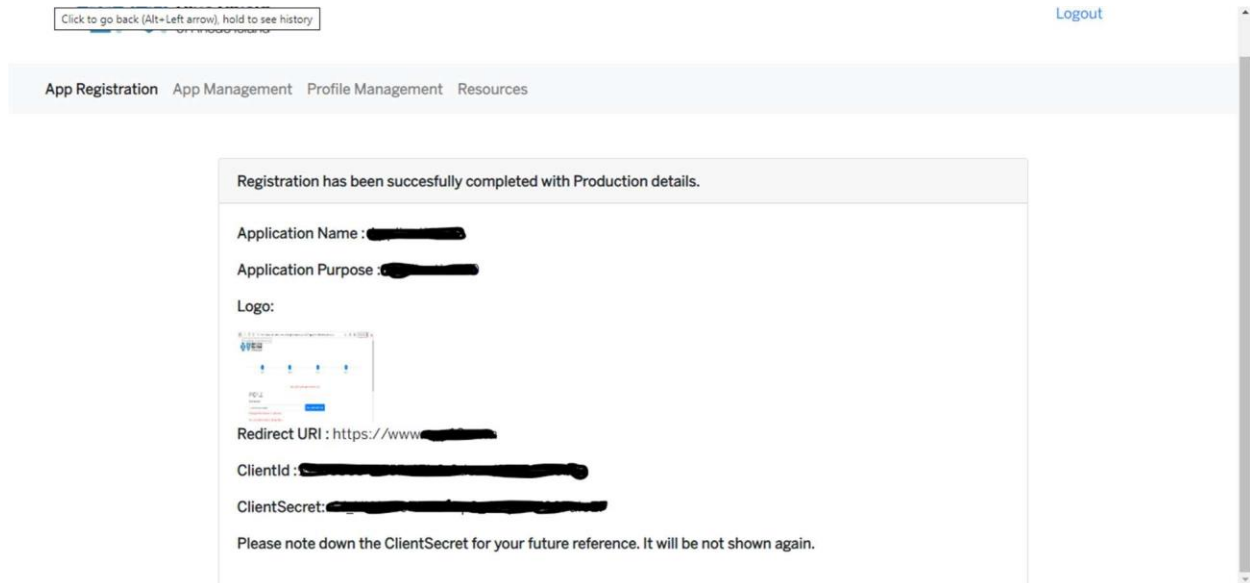 Click to go back (Alt+Left arrow), hold to see history
Logout
App Registration App Management Profile Management Resources
Registration has been succesfully completed with Production details.
Application Name :
Application Purpose :
Logo:
Redirect URI : https://www
ClientId :
ClientSecret:
Please note down the ClientSecret for your future reference. It will be not shown again.